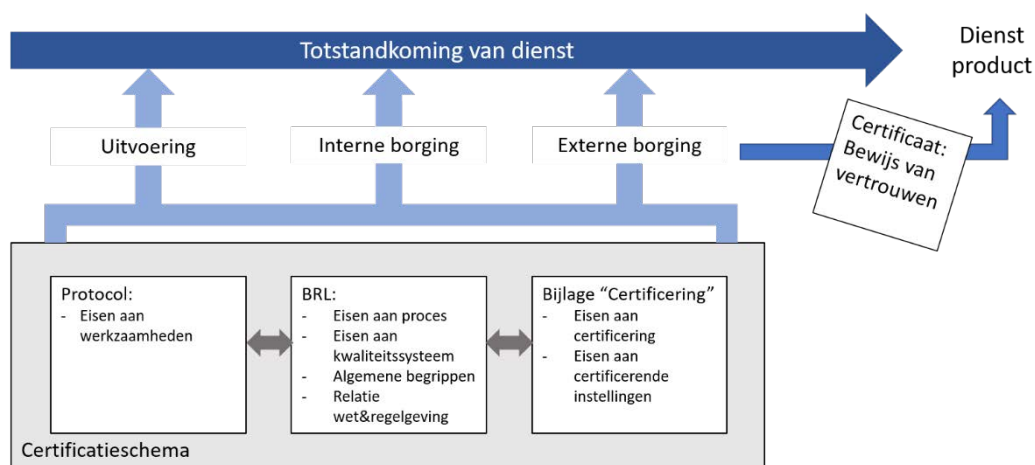 Totstandkoming van dienst
Dienst
product
Uitvoering
Interne borging
Externe borging
Certificaat:
Bewijs van
vertrouwen
Protocol:
- Eisen aan
werkzaamheden
BRL:
- Eisen aan proces
- Eisen aan
kwaliteitssysteem
- Algemene begrippen
- Relatie
wet&regelgeving
Bijlage “Certificering”
- Eisen aan
certificering
- Eisen aan
certificerende
instellingen
Certificatieschema